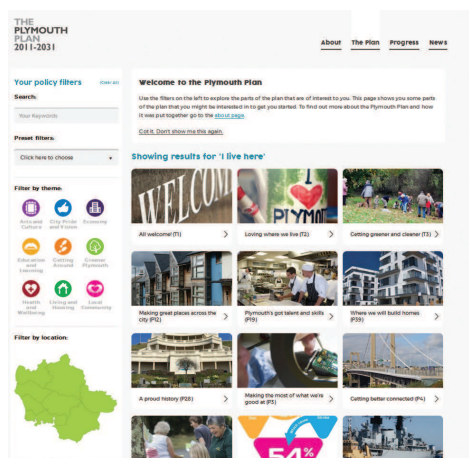 THE
PLYMOUTH
PLAN
2011-2031
About The Plan Progress News
Your policy filters
Clear All
Search:
Your Keywords
Preset filters:
Click here to choose
Filter by theme:
Arts and
Culture
City Pride
and Vision
Economy
Education
and
Learning
Getting
Around
Greener
Plymouth
Health
and
Wellbeing
Living and
Housing
Local
Community
Filter by location:
Welcome to the Plymouth Plan
Use the filters on the left to explore the parts of the plan that are of interest to you. This page shows you some parts
of the plan that you might be interested in to get you started. To find out more about the Plymouth Plan and how
it was put together go to the about page.
Got it. Don't show me this again.
Showing results for 'I live here'
WELCOM
I
PLYMO
All welcome! (T1)
Loving where we live (T2)
Getting greener and cleaner (T3)
Making great places across the
city (P12)
Plymouth's got talent and skills
(P19)
Where we will build homes
(P39)
A proud history (P28)
Making the most of what we're
good at (P3)
Getting better connected (P4)
54%